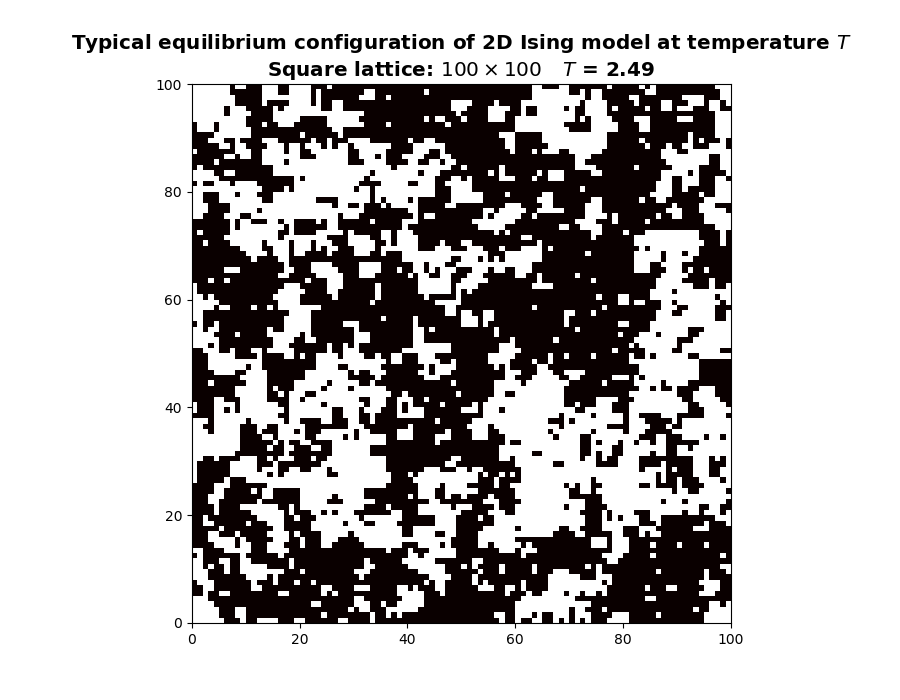 Typical equilibrium configuration of 2D Ising model at temperature T
Square lattice: 100 × 100 T = 2.49
100
80
60
40
20
0
0 20 40 60 80 100